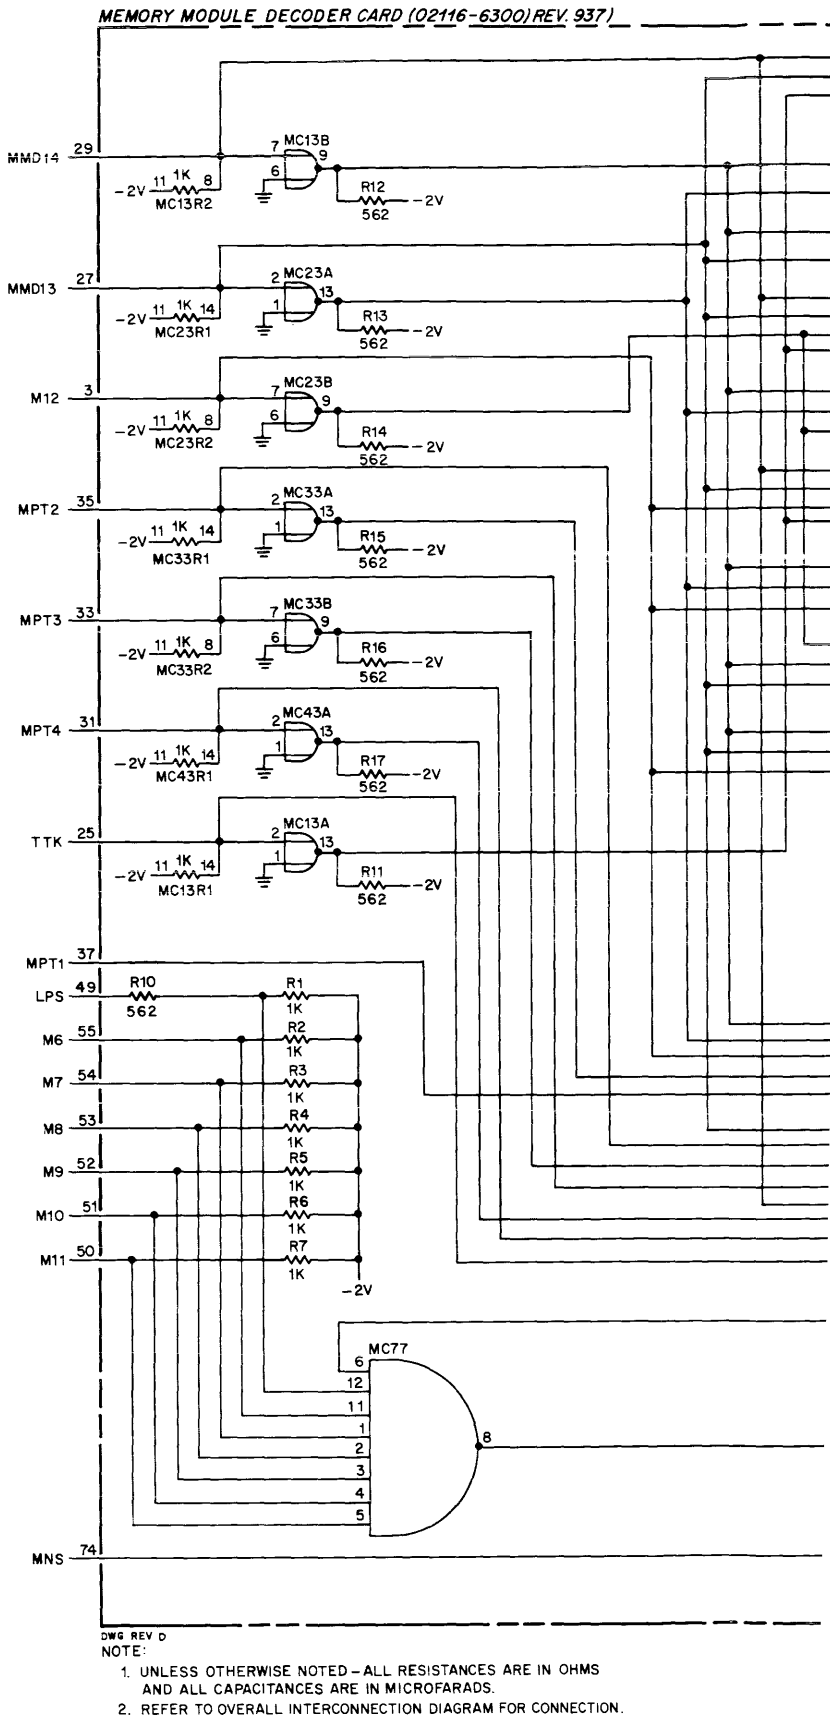 MEMORY MODULE DECODER CARD (02116-6300) REV. 937)
MMD14 29
7 MC13B 9
6
-2V 11 1K 8
MC13R2
R12 -2V
562
MMD13 27
2 MC23A 13
1
-2V 11 1K 14
MC23R1
R13 -2V
562
M12 3
7 MC23B 9
6
-2V 11 1K 8
MC23R2
R14 -2V
562
MPT2 35
2 MC33A 13
1
-2V 11 1K 14
MC33R1
R15 -2V
562
MPT3 33
7 MC33B 9
6
-2V 11 1K 8
MC33R2
R16 -2V
562
MPT4 31
2 MC43A 13
1
-2V 11 1K 14
MC43R1
R17 -2V
562
TTK 25
2 MC13A 13
1
-2V 11 1K 14
MC13R1
R11 -2V
562
MPT1 37
LPS 49 R10 R1
562 1K
M6 55 R2
1K
M7 54 R3
1K
M8 53 R4
1K
M9 52 R5
1K
M10 51 R6
1K
M11 50 R7
1K
-2V
MC77
6
12
11
1
2
3
4
5
8
MNS 74
DWG REV D
NOTE:
1. UNLESS OTHERWISE NOTED – ALL RESISTANCES ARE IN OHMS
AND ALL CAPACITANCES ARE IN MICROFARADS.
2. REFER TO OVERALL INTERCONNECTION DIAGRAM FOR CONNECTION.